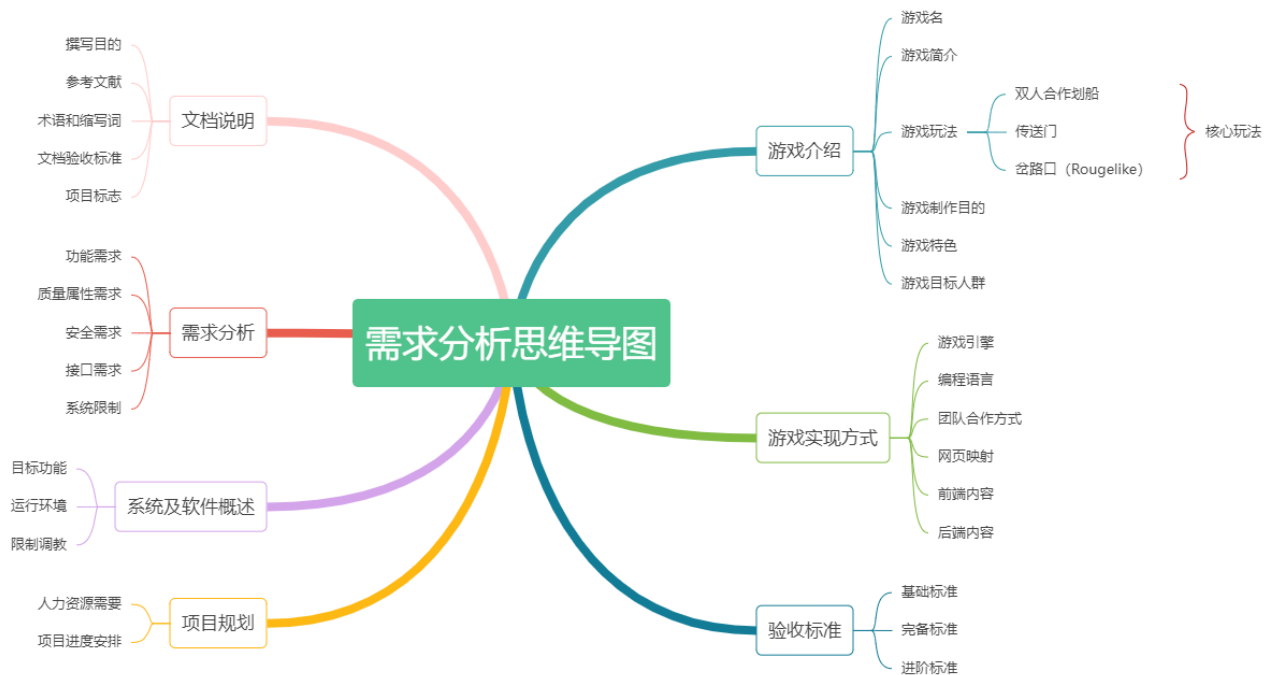 需求分析思维导图
文档说明
撰写目的
参考文献
术语和缩写词
文档验收标准
项目标志
需求分析
功能需求
质量属性需求
安全需求
接口需求
系统限制
系统及软件概述
目标功能
运行环境
限制调教
项目规划
人力资源需要
项目进度安排
游戏介绍
游戏名
游戏简介
游戏玩法
双人合作划船
传送门
岔路口（Rougelike）
核心玩法
游戏制作目的
游戏特色
游戏目标人群
游戏实现方式
游戏引擎
编程语言
团队合作方式
网页映射
前端内容
后端内容
验收标准
基础标准
完备标准
进阶标准